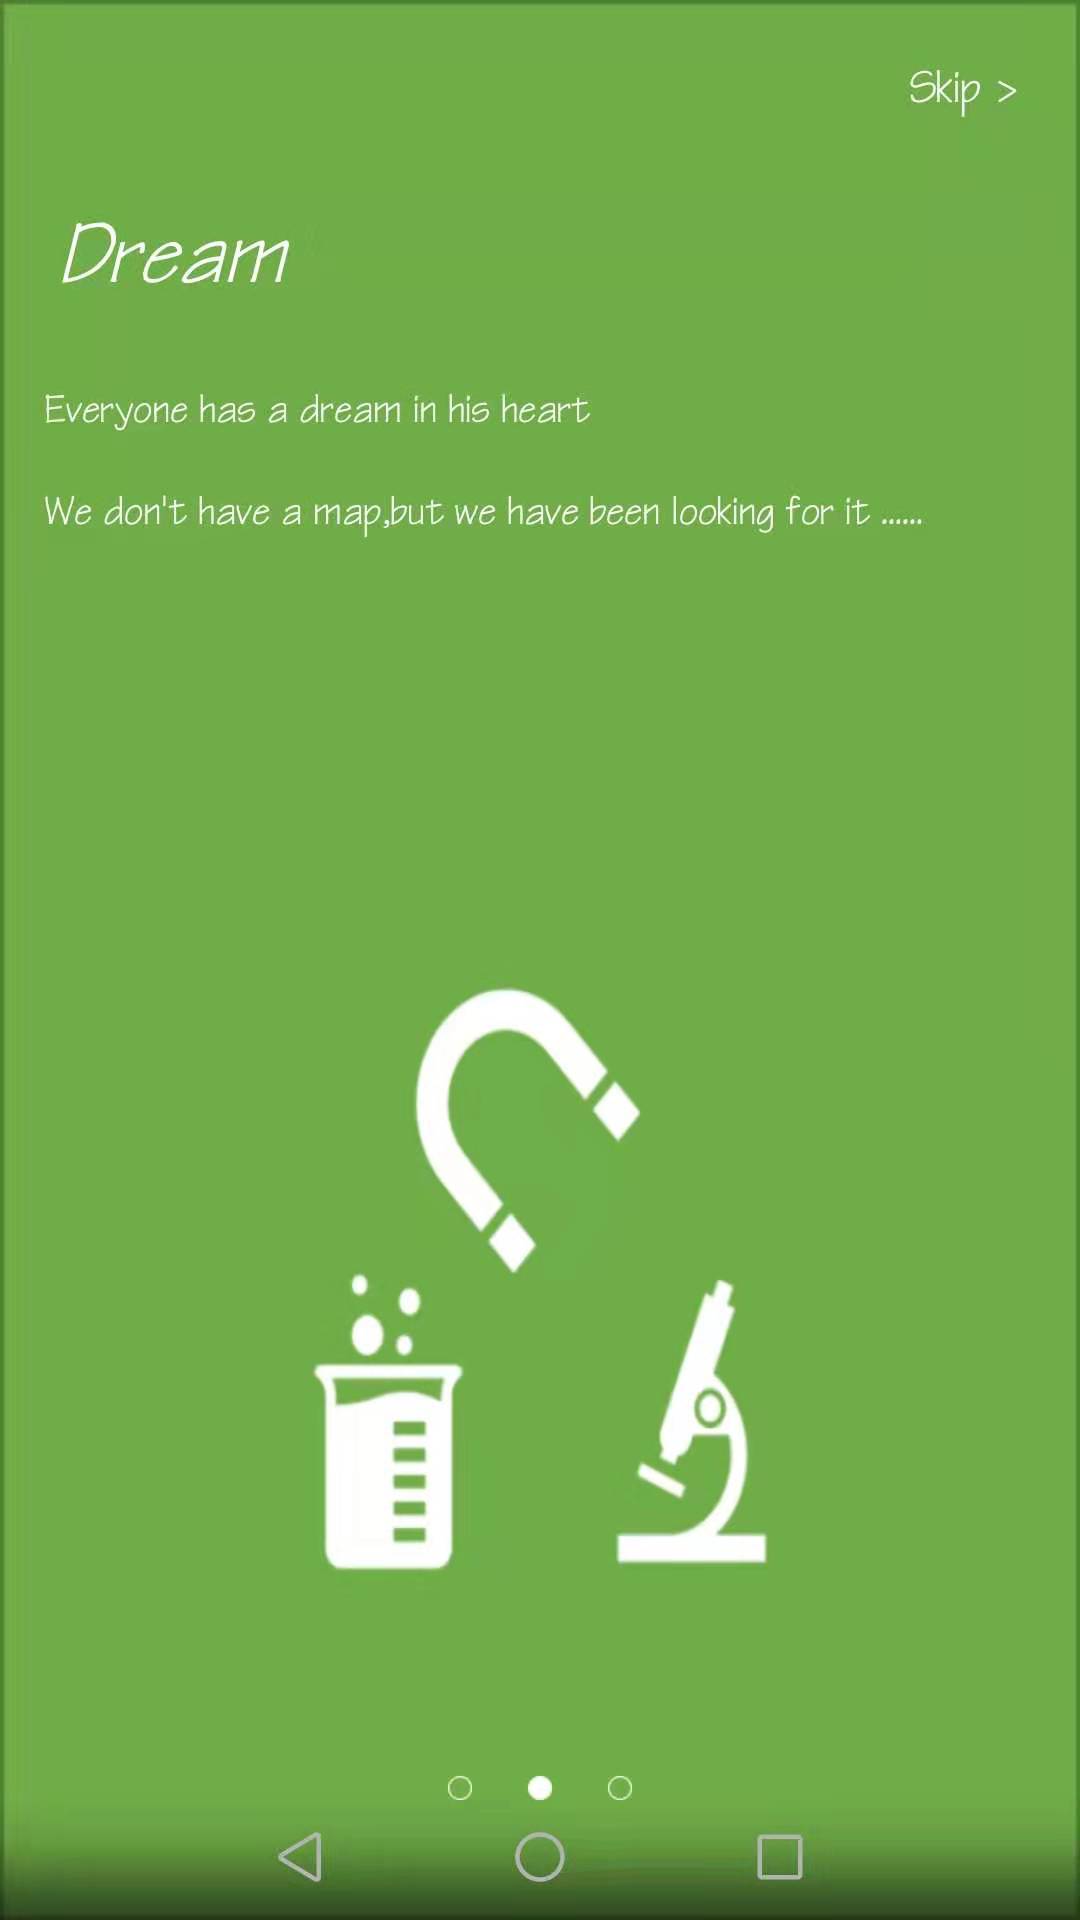 Skip >
Dream
Everyone has a dream in his heart
We don't have a map,but we have been looking for it ......